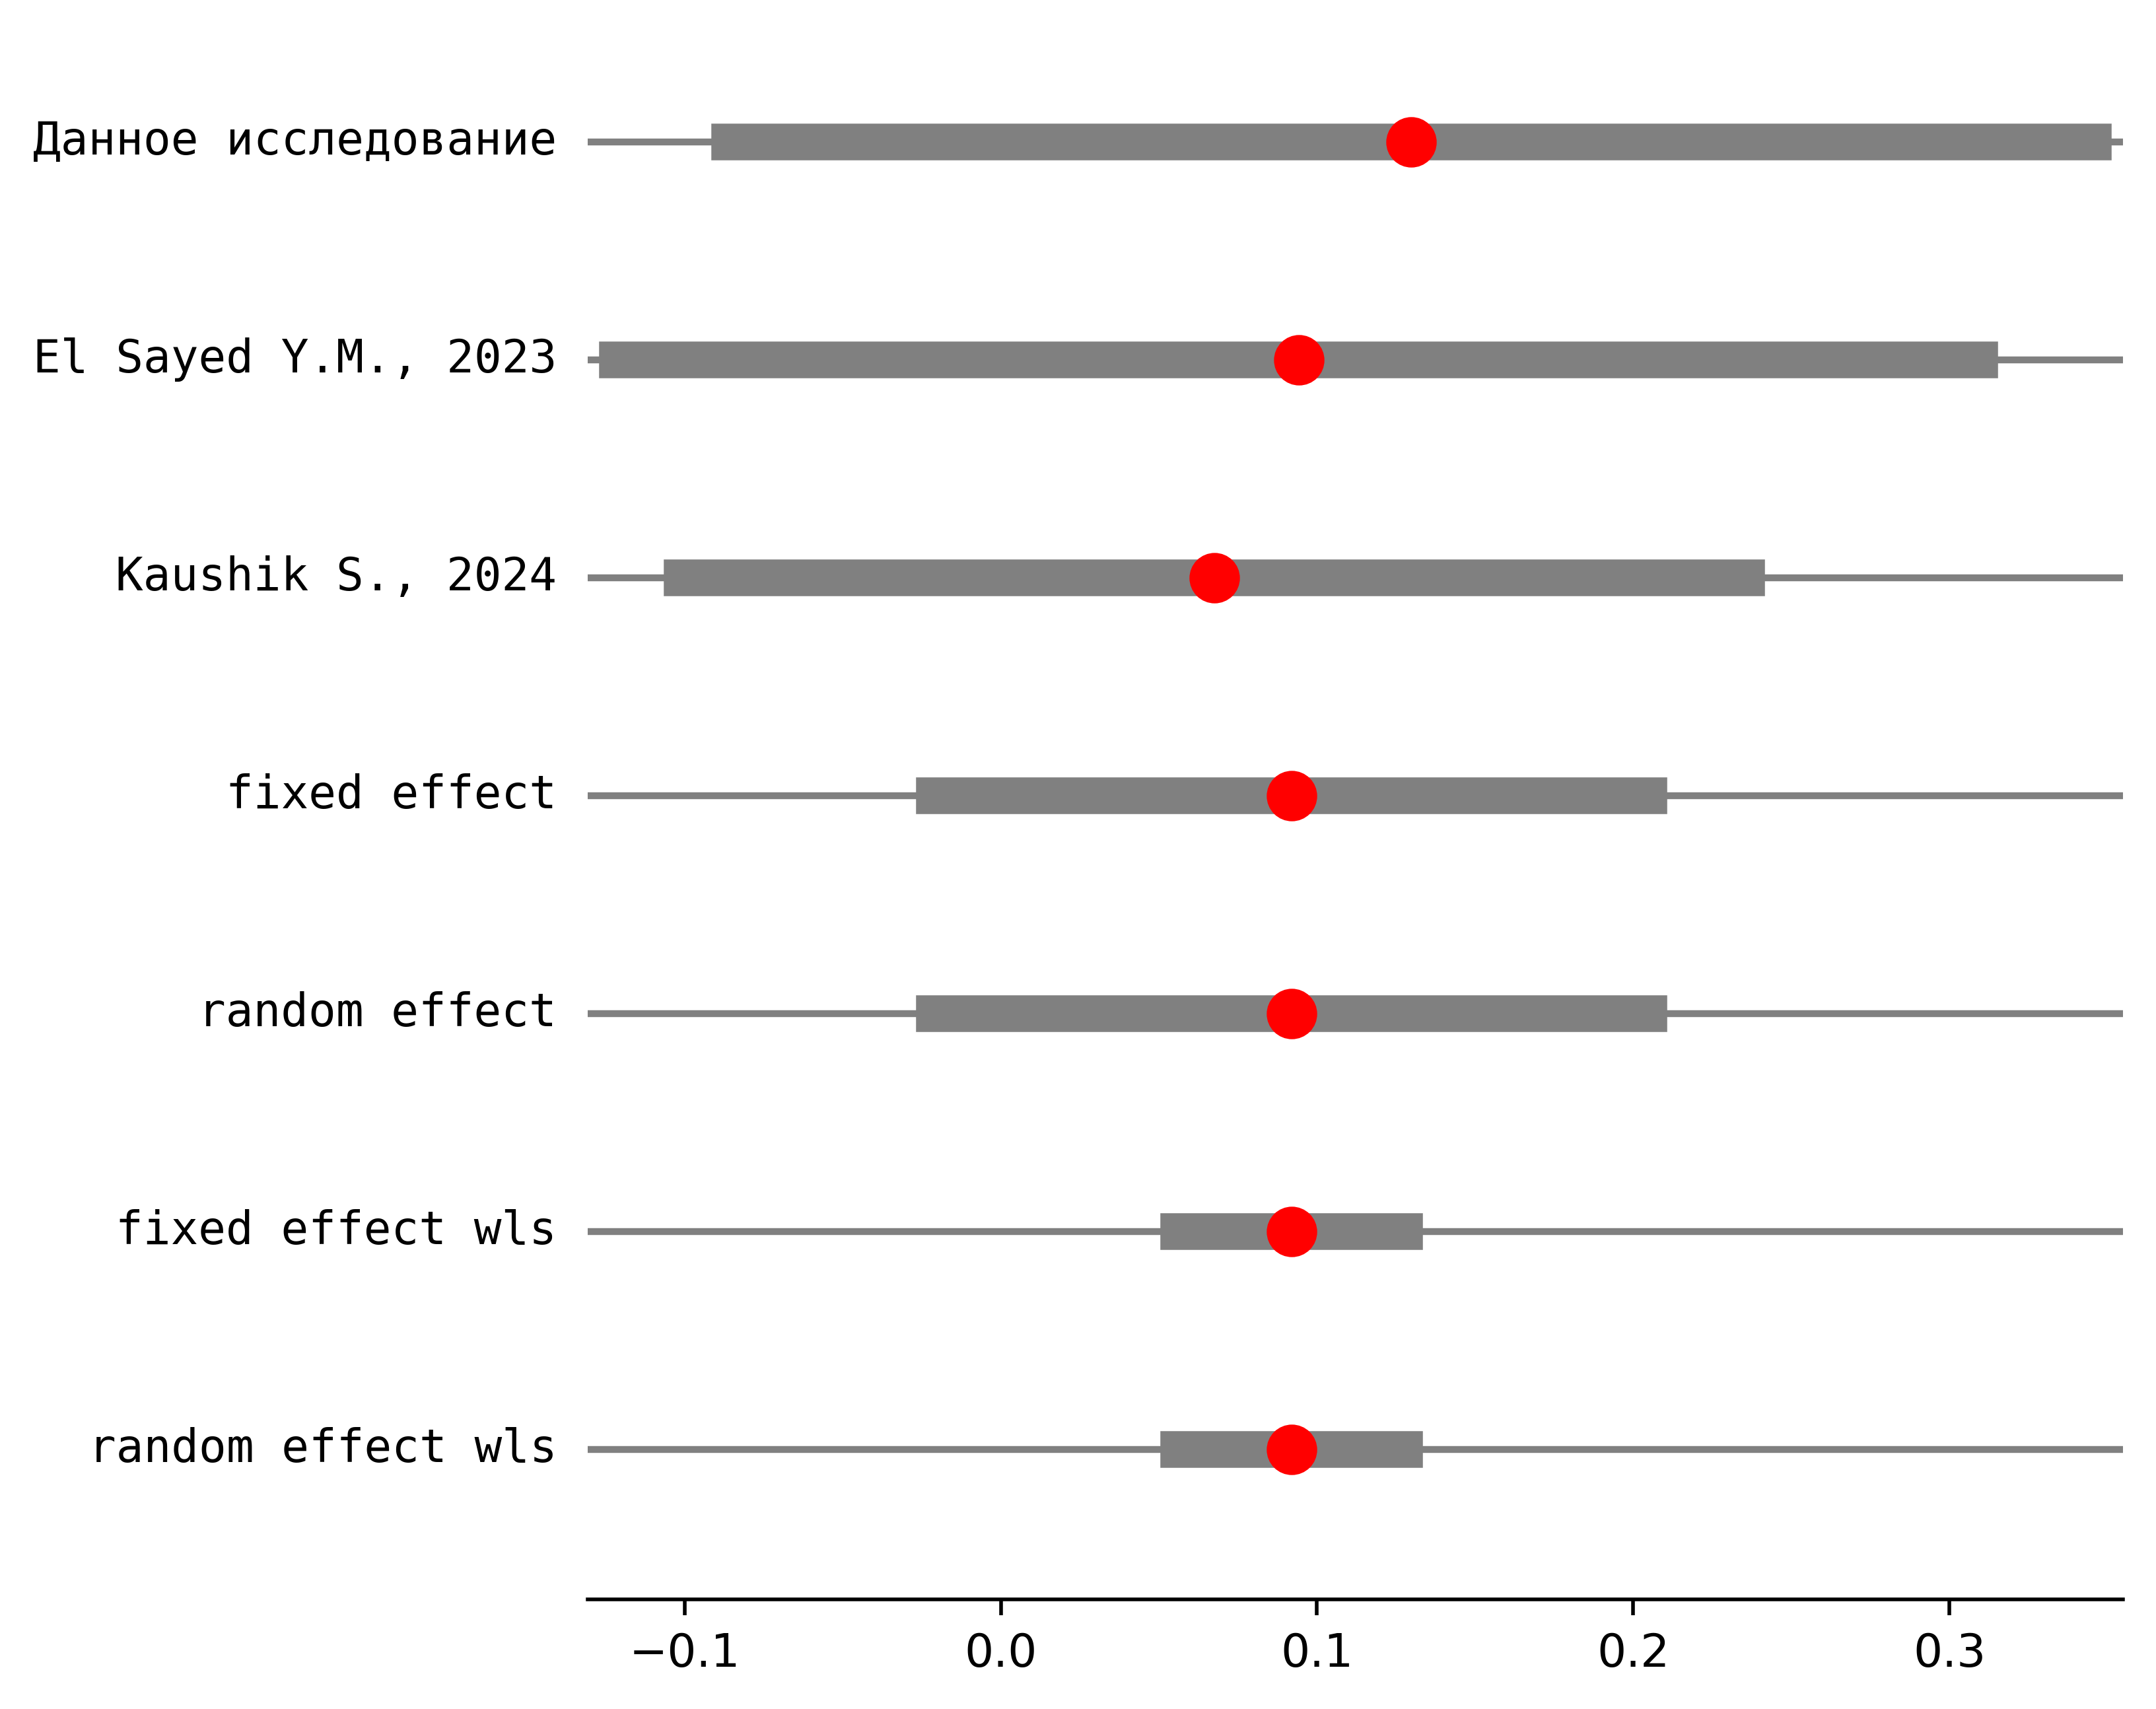 Данное исследование
El Sayed Y.M., 2023
Kaushik S., 2024
fixed effect
random effect
fixed effect wls
random effect wls
−0.1 0.0 0.1 0.2 0.3